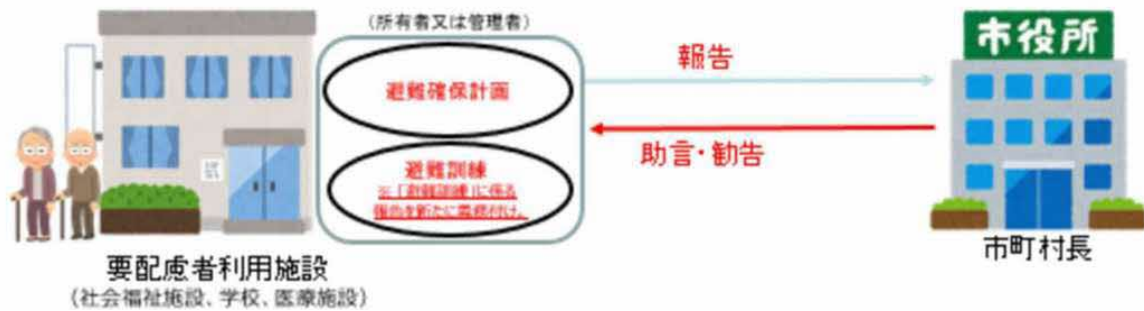 (所有者又は管理者)
避難確保計画
避難訓練
※「避難訓練」に係る
報告を新たに義務付け。
報告
助言・勧告
市役所
市町村長
要配慮者利用施設
(社会福祉施設、学校、医療施設)